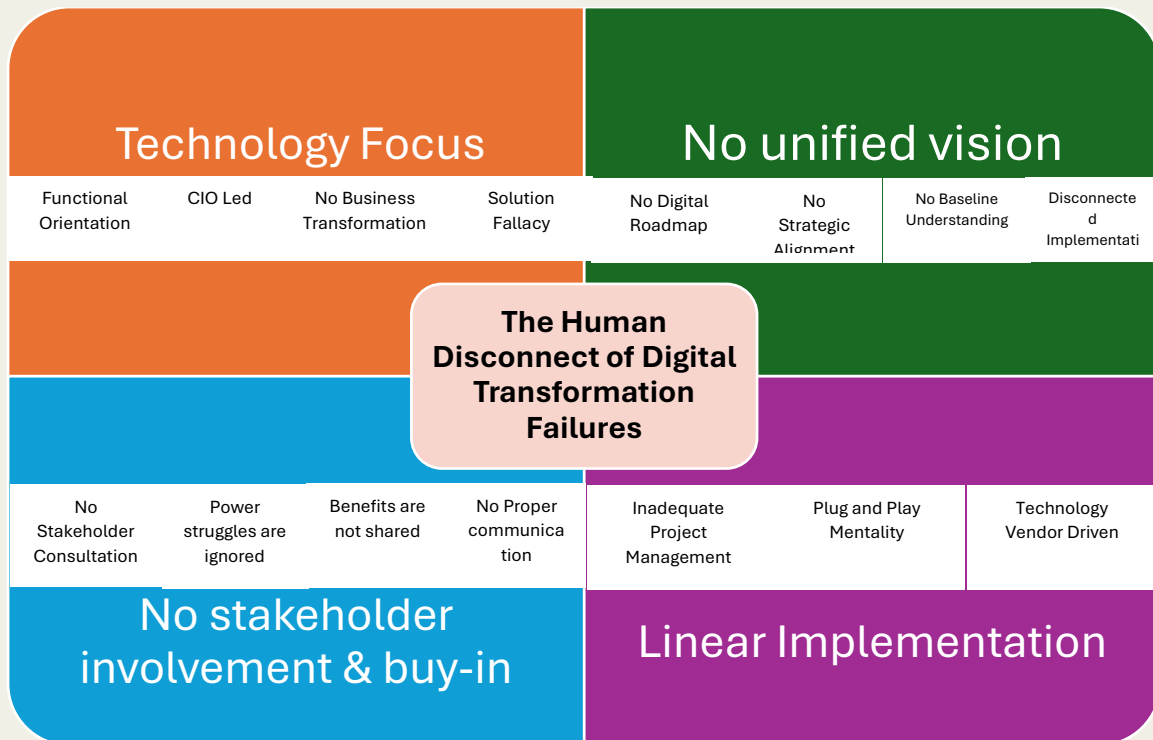 Technology Focus
Functional
Orientation
CIO Led
No Business
Transformation
Solution
Fallacy
No unified vision
No Digital
Roadmap
No
Strategic
Alignment
No Baseline
Understanding
Disconnecte
d
Implementati
The Human
Disconnect of Digital
Transformation
Failures
No
Stakeholder
Consultation
Power
struggles are
ignored
Benefits are
not shared
No Proper
communica
tion
No stakeholder
involvement & buy-in
Inadequate
Project
Management
Plug and Play
Mentality
Technology
Vendor Driven
Linear Implementation